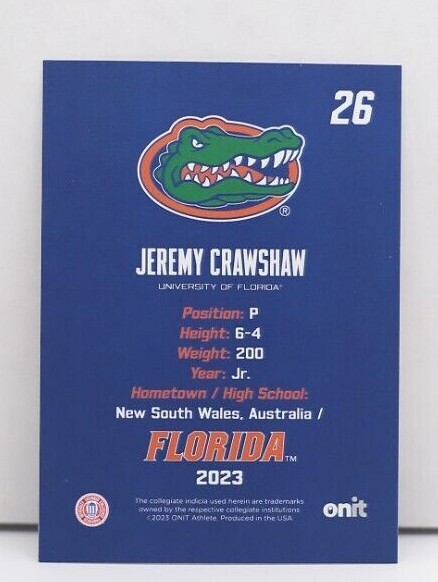 26
®
JEREMY CRAWSHAW
UNIVERSITY OF FLORIDA®
Position: P
Height: 6-4
Weight: 200
Year: Jr.
Hometown / High School:
New South Wales, Australia /
FLORIDA™
2023
The collegiate indicia used herein are trademarks
owned by the respective collegiate institutions
©2023 ONIT Athlete. Produced in the USA
onit